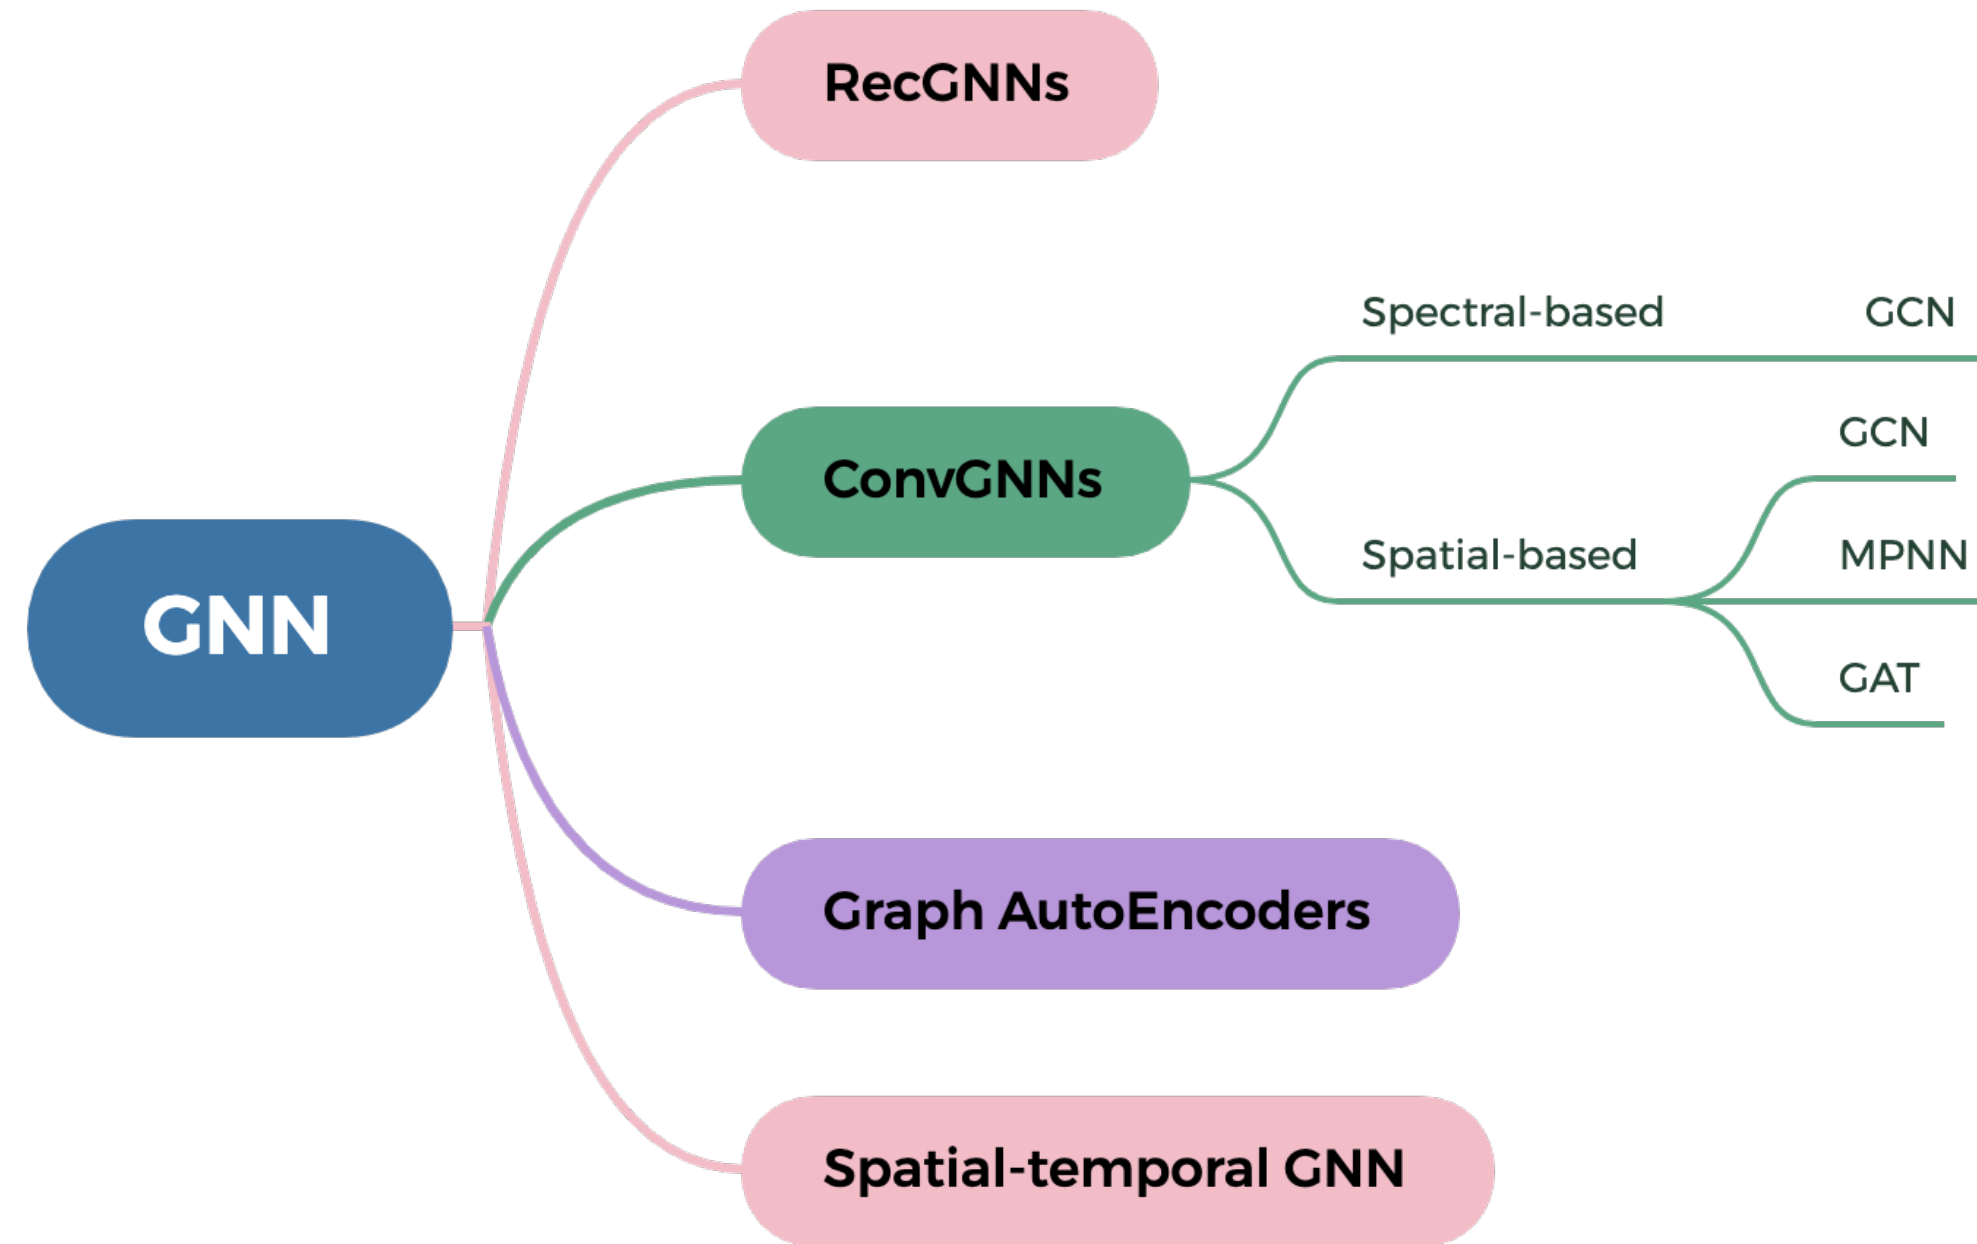 GNN
RecGNNs
ConvGNNs
Spectral-based
GCN
Spatial-based
GCN
MPNN
GAT
Graph AutoEncoders
Spatial-temporal GNN